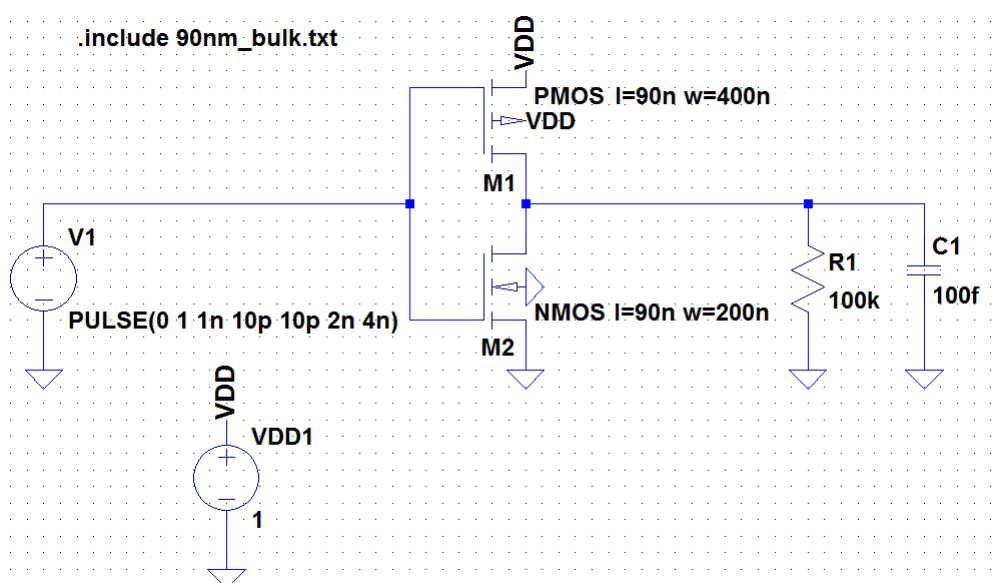 .include 90nm_bulk.txt
VDD
PMOS l=90n w=400n
VDD
M1
V1
C1
R1
100f
100k
NMOS l=90n w=200n
PULSE(0 1 1n 10p 10p 2n 4n)
M2
VDD
VDD1
1